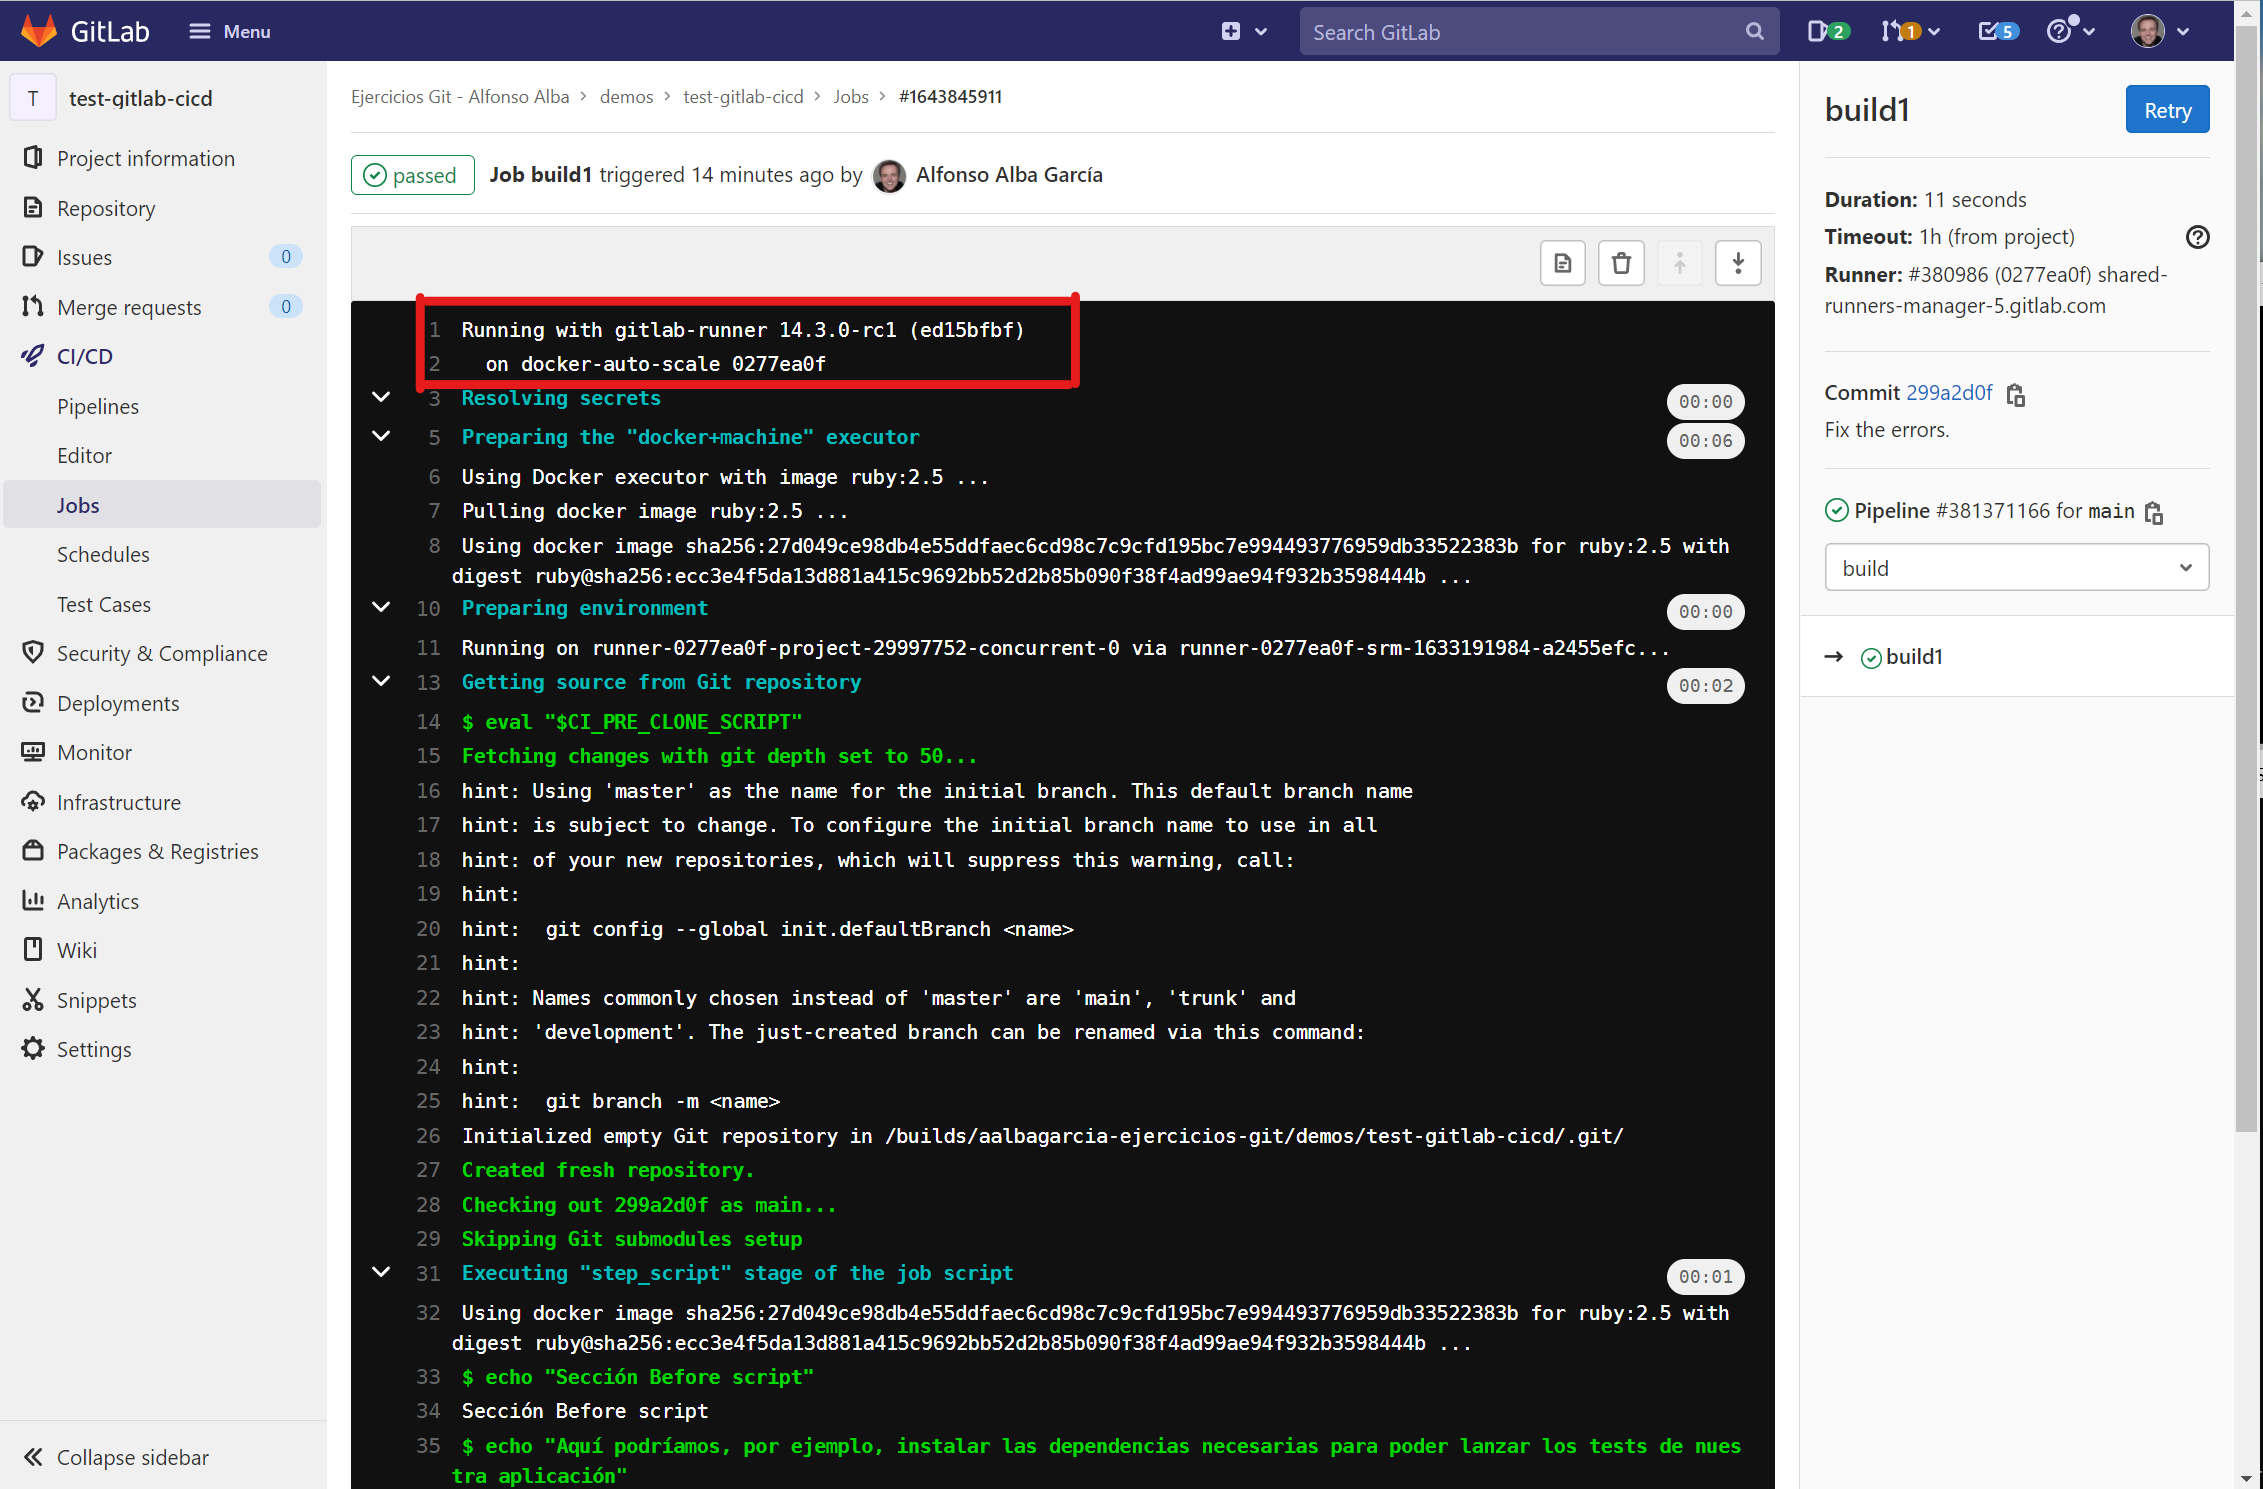 GitLab
Menu
Search GitLab
2
1
5
T
test-gitlab-cicd
Project information
Repository
Issues
0
Merge requests
0
CI/CD
Pipelines
Editor
Jobs
Schedules
Test Cases
Security & Compliance
Deployments
Monitor
Infrastructure
Packages & Registries
Analytics
Wiki
Snippets
Settings
Collapse sidebar
Ejercicios Git - Alfonso Alba > demos > test-gitlab-cicd > Jobs > #1643845911
passed Job build1 triggered 14 minutes ago by Alfonso Alba García
1 Running with gitlab-runner 14.3.0-rc1 (ed15bfbf)
2 on docker-auto-scale 0277ea0f
3 Resolving secrets 00:00
5 Preparing the "docker+machine" executor 00:06
6 Using Docker executor with image ruby:2.5 ...
7 Pulling docker image ruby:2.5 ...
8 Using docker image sha256:27d049ce98db4e55ddfaec6cd98c7c9cfd195bc7e994493776959db33522383b for ruby:2.5 with
digest ruby@sha256:ecc3e4f5da13d881a415c9692bb52d2b85b090f38f4ad99ae94f932b3598444b ...
10 Preparing environment 00:00
11 Running on runner-0277ea0f-project-29997752-concurrent-0 via runner-0277ea0f-srm-1633191984-a2455efc...
13 Getting source from Git repository 00:02
14 $ eval "$CI_PRE_CLONE_SCRIPT"
15 Fetching changes with git depth set to 50...
16 hint: Using 'master' as the name for the initial branch. This default branch name
17 hint: is subject to change. To configure the initial branch name to use in all
18 hint: of your new repositories, which will suppress this warning, call:
19 hint:
20 hint: git config --global init.defaultBranch <name>
21 hint:
22 hint: Names commonly chosen instead of 'master' are 'main', 'trunk' and
23 hint: 'development'. The just-created branch can be renamed via this command:
24 hint:
25 hint: git branch -m <name>
26 Initialized empty Git repository in /builds/aalbagarcia-ejercicios-git/demos/test-gitlab-cicd/.git/
27 Created fresh repository.
28 Checking out 299a2d0f as main...
29 Skipping Git submodules setup
31 Executing "step_script" stage of the job script 00:01
32 Using docker image sha256:27d049ce98db4e55ddfaec6cd98c7c9cfd195bc7e994493776959db33522383b for ruby:2.5 with
digest ruby@sha256:ecc3e4f5da13d881a415c9692bb52d2b85b090f38f4ad99ae94f932b3598444b ...
33 $ echo "Sección Before script"
34 Sección Before script
35 $ echo "Aquí podríamos, por ejemplo, instalar las dependencias necesarias para poder lanzar los tests de nues
tra aplicación"
build1
Retry
Duration: 11 seconds
Timeout: 1h (from project)
Runner: #380986 (0277ea0f) shared-
runners-manager-5.gitlab.com
Commit 299a2d0f
Fix the errors.
Pipeline #381371166 for main
build
→ build1